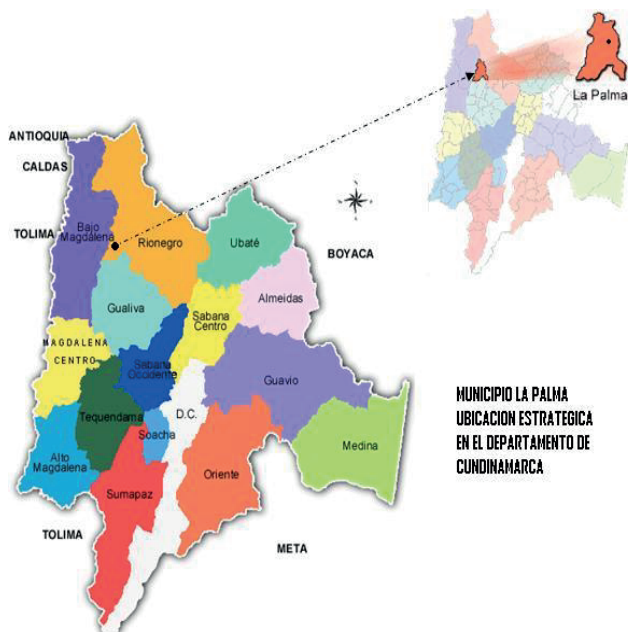 La Palma
ANTIOQUIA
CALDAS
TOLIMA
Bajo
Magdalena
Rionegro
Ubaté
BOYACA
Gualiva
Almeidas
Sabana
Centro
MAGDALENA
CENTRO
Sabana
Occidente
Guavio
D.C.
Tequendama
Soacha
Alto
Magdalena
Oriente
Medina
Sumapaz
TOLIMA
META
MUNICIPIO LA PALMA
UBICACION ESTRATEGICA
EN EL DEPARTAMENTO DE
CUNDINAMARCA